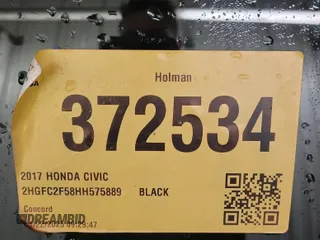 Holman
372534
2017 HONDA CIVIC
2HGFC2F58HH575889 BLACK
Concord
DREAMBID